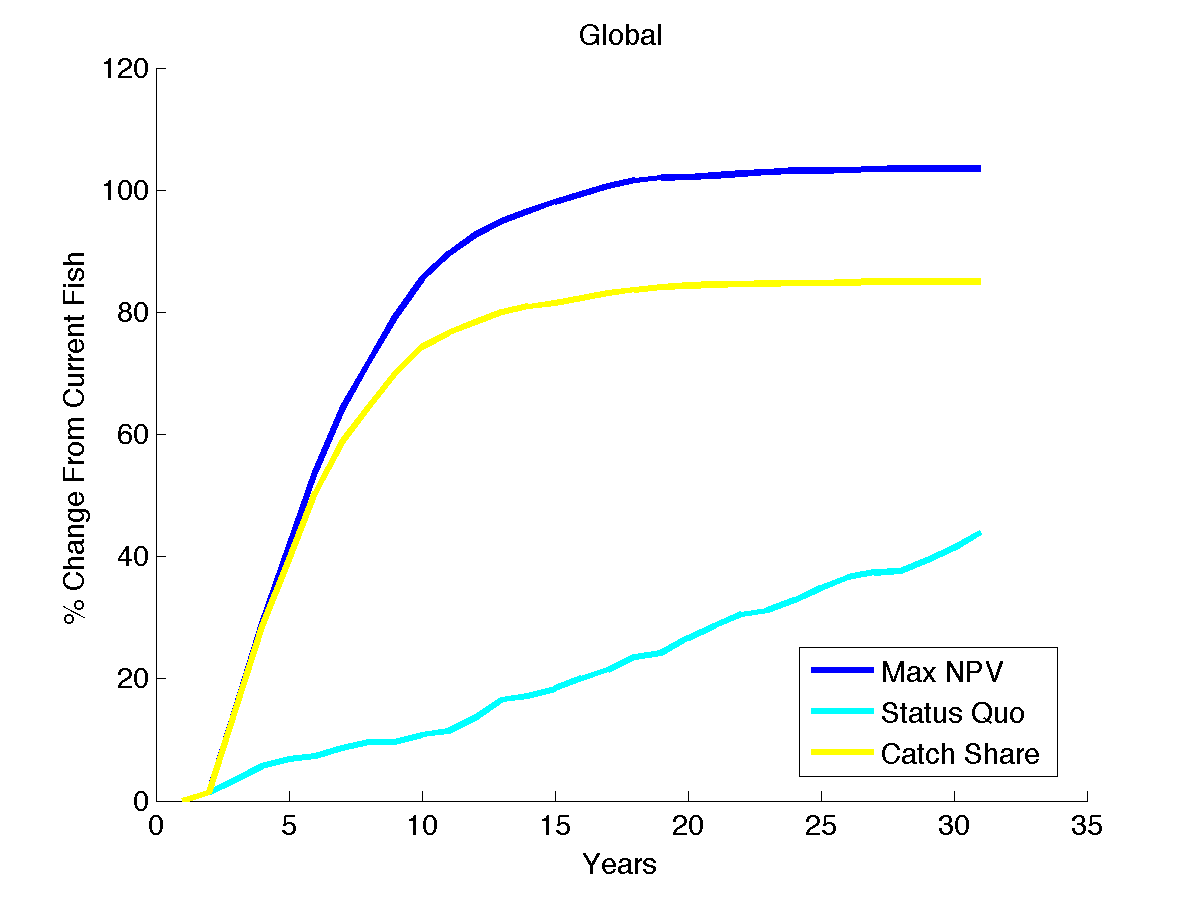 Global
120
100
80
60
40
20
0
% Change From Current Fish
0 5 10 15 20 25 30 35
Years
Max NPV
Status Quo
Catch Share